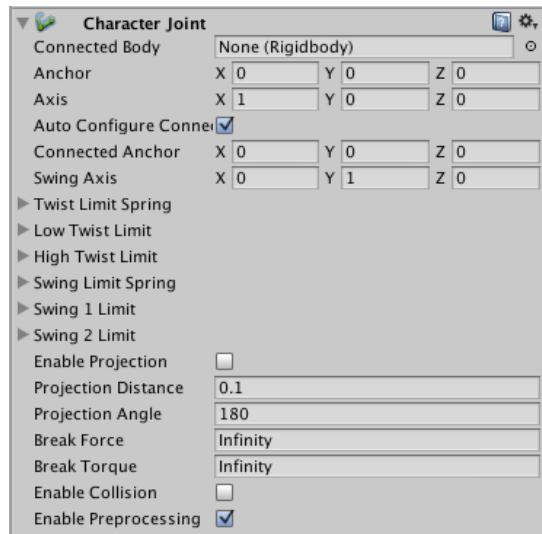 Character Joint
Connected Body None (Rigidbody)
Anchor X 0 Y 0 Z 0
Axis X 1 Y 0 Z 0
Auto Configure Conne
Connected Anchor X 0 Y 0 Z 0
Swing Axis X 0 Y 1 Z 0
Twist Limit Spring
Low Twist Limit
High Twist Limit
Swing Limit Spring
Swing 1 Limit
Swing 2 Limit
Enable Projection
Projection Distance 0.1
Projection Angle 180
Break Force Infinity
Break Torque Infinity
Enable Collision
Enable Preprocessing